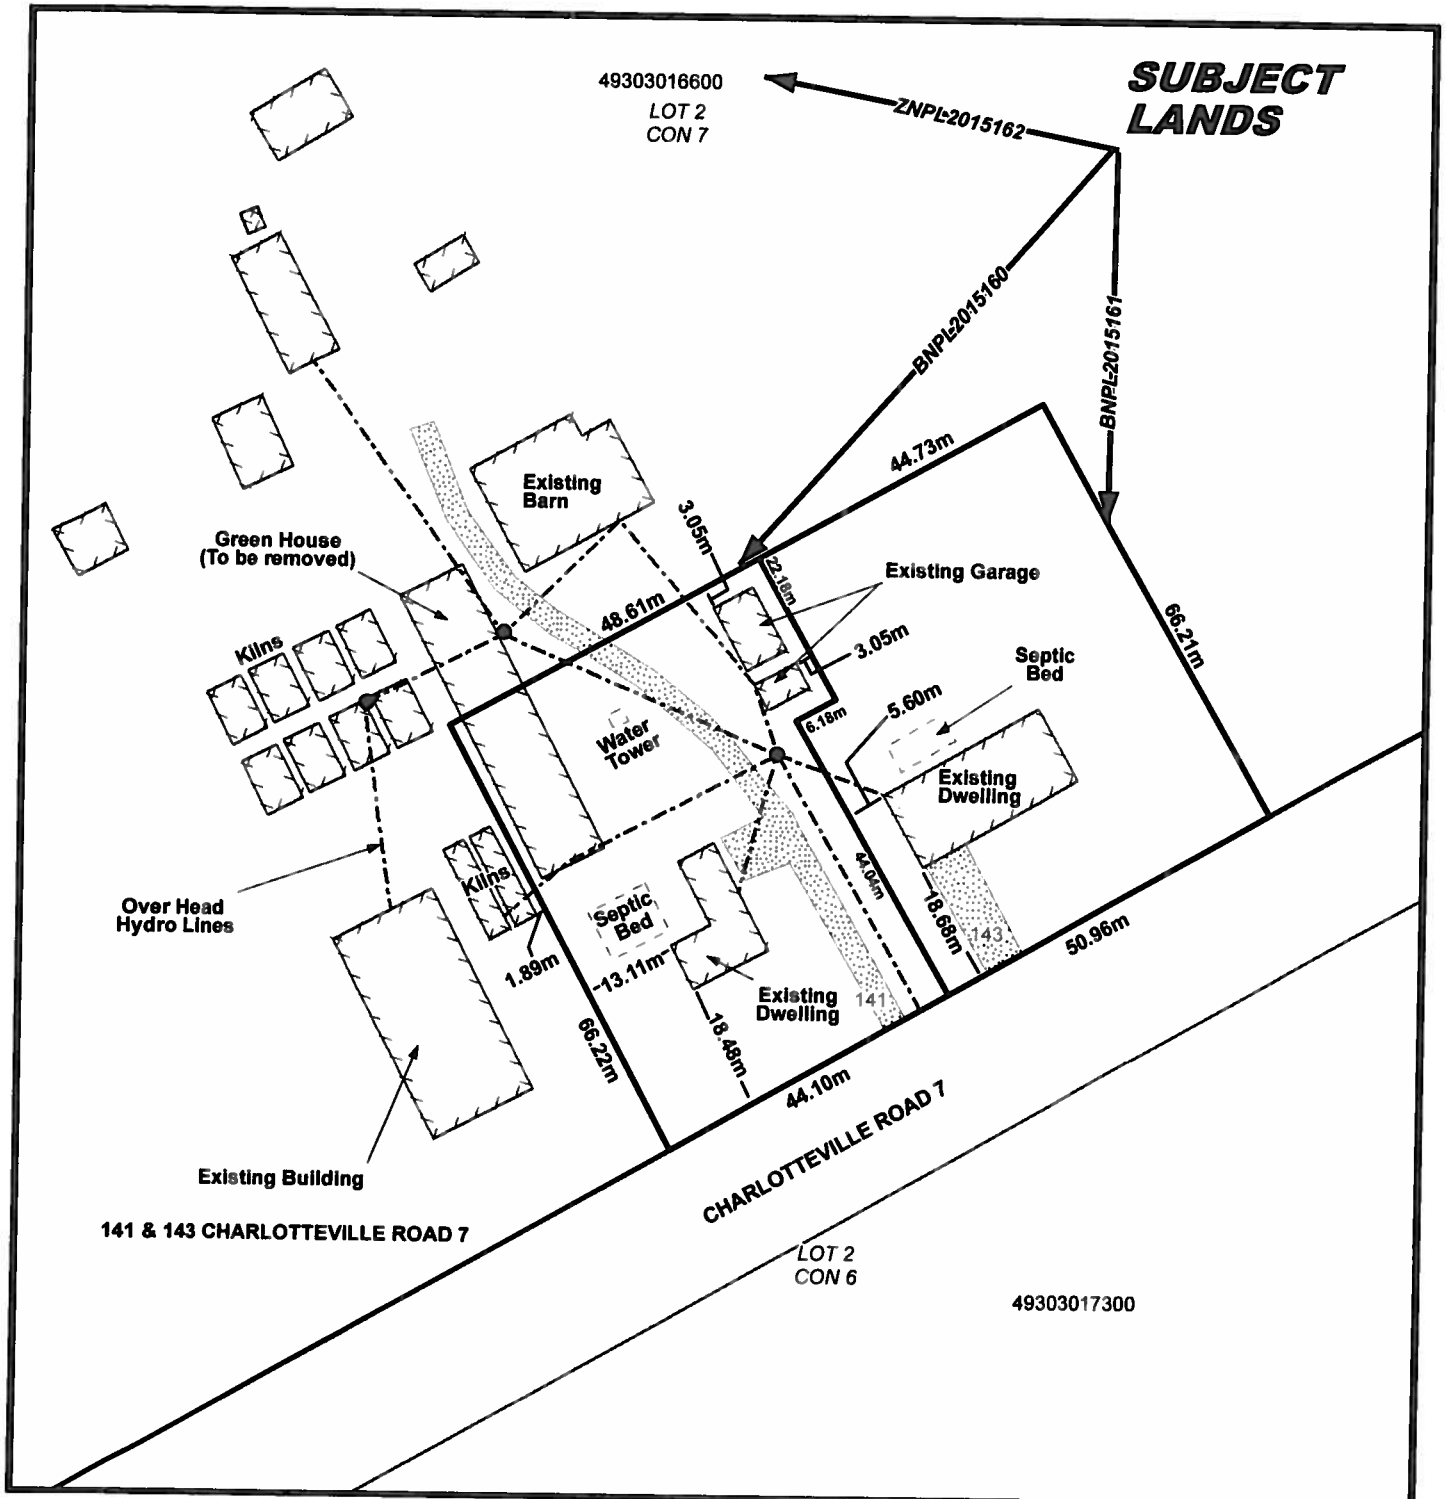 49303016600
LOT 2
CON 7
SUBJECT
LANDS
ZNPL-2015162
BNPL-2015160
BNPL-2015161
44.73m
Existing
Barn
3.05m
22.18m
Existing Garage
Green House
(To be removed)
48.61m
66.21m
Kilns
3.05m
Septic
Bed
5.60m
6.18m
Water
Tower
Existing
Dwelling
Kilns
44.04m
Over Head
Hydro Lines
Septic
Bed
18.68m
143
50.96m
1.89m
13.11m
Existing
Dwelling
141
18.48m
66.22m
44.10m
CHARLOTTEVILLE ROAD 7
Existing Building
141 & 143 CHARLOTTEVILLE ROAD 7
LOT 2
CON 6
49303017300